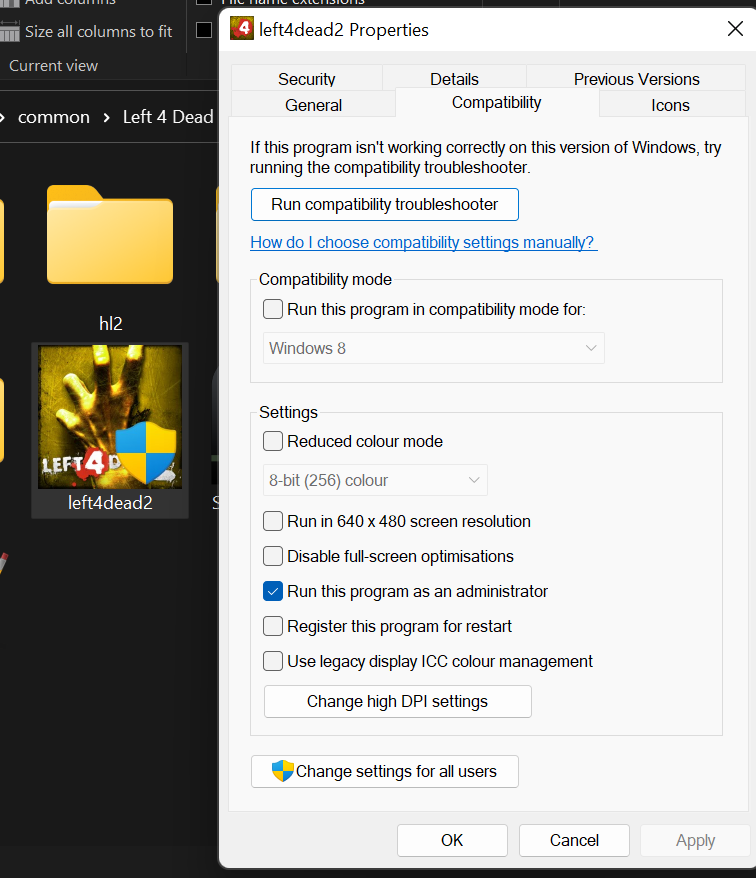 Add columns
File name extensions
Size all columns to fit
Current view
common > Left 4 Dead
hl2
LEFT 4 D
left4dead2
S
left4dead2 Properties
Security
Details
Previous Versions
General
Compatibility
Icons
If this program isn't working correctly on this version of Windows, try
running the compatibility troubleshooter.
Run compatibility troubleshooter
How do I choose compatibility settings manually?
Compatibility mode
Run this program in compatibility mode for:
Windows 8
Settings
Reduced colour mode
8-bit (256) colour
Run in 640 x 480 screen resolution
Disable full-screen optimisations
Run this program as an administrator
Register this program for restart
Use legacy display ICC colour management
Change high DPI settings
Change settings for all users
OK
Cancel
Apply